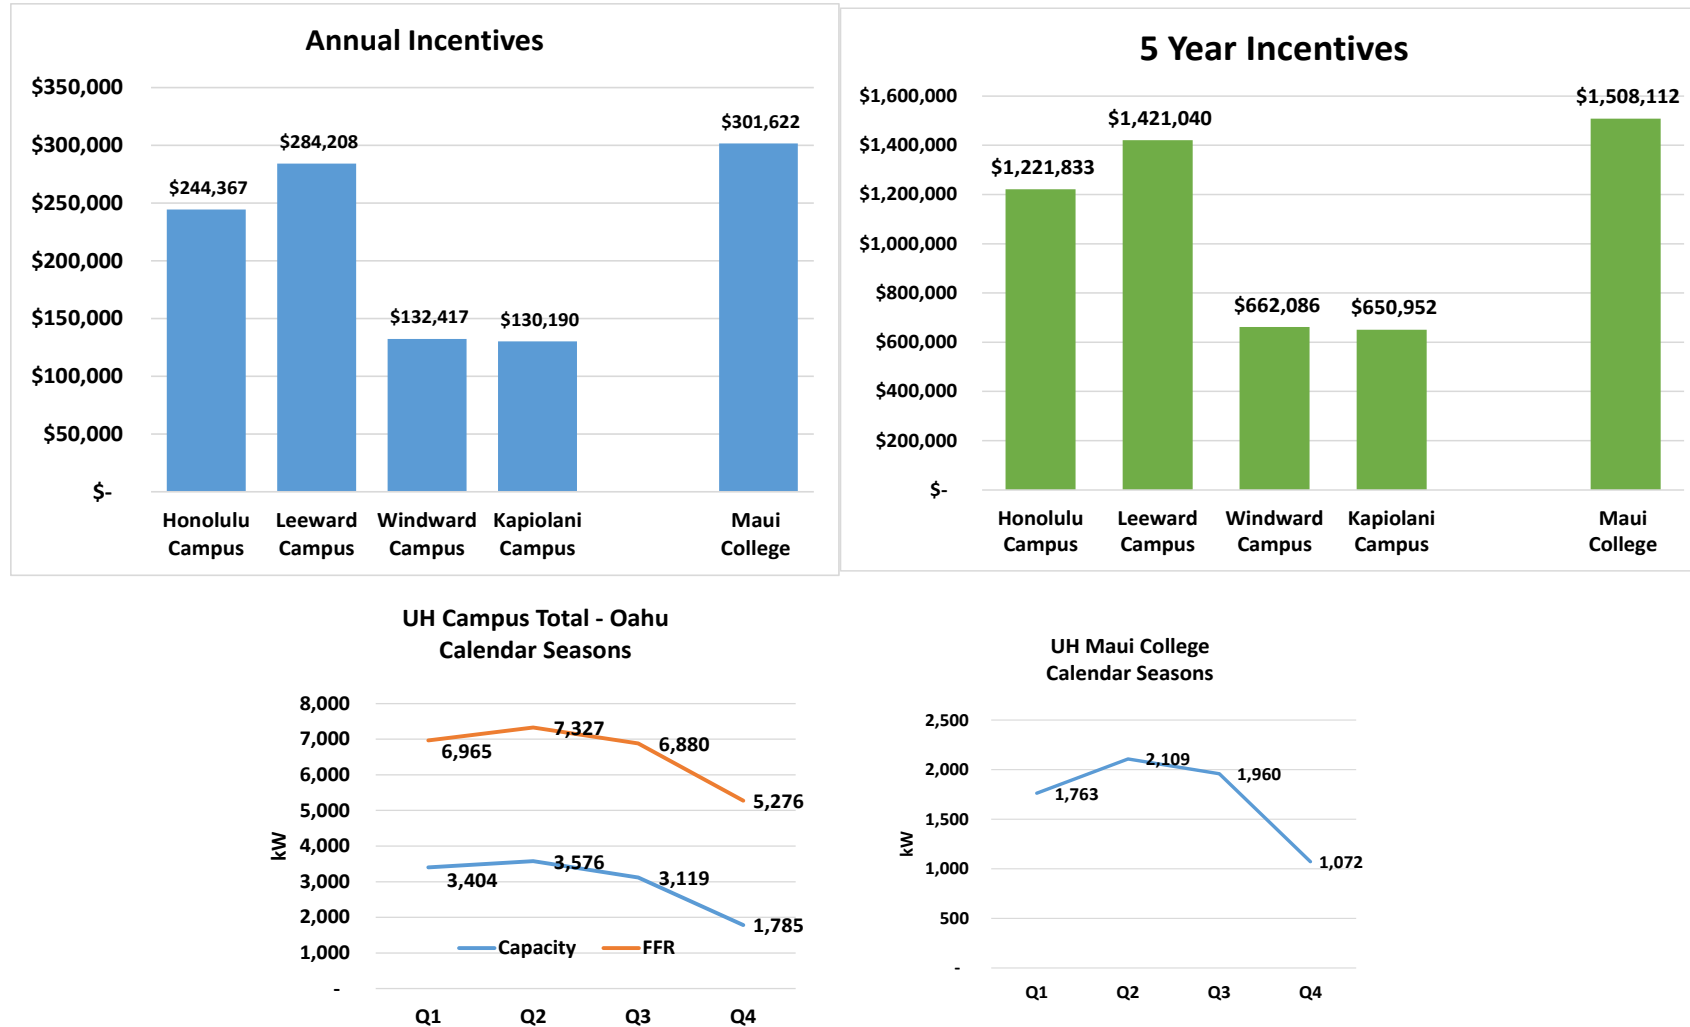 Annual Incentives
$350,000
$300,000
$250,000
$200,000
$150,000
$100,000
$50,000
$-
$244,367
$284,208
$132,417
$130,190
$301,622
Honolulu Campus
Leeward Campus
Windward Campus
Kapiolani Campus
Maui College
5 Year Incentives
$1,600,000
$1,400,000
$1,200,000
$1,000,000
$800,000
$600,000
$400,000
$200,000
$-
$1,221,833
$1,421,040
$662,086
$650,952
$1,508,112
Honolulu Campus
Leeward Campus
Windward Campus
Kapiolani Campus
Maui College
UH Campus Total - Oahu
Calendar Seasons
kW
8,000
7,000
6,000
5,000
4,000
3,000
2,000
1,000
-
6,965
7,327
6,880
5,276
3,404
3,576
3,119
1,785
Capacity
FFR
Q1
Q2
Q3
Q4
UH Maui College
Calendar Seasons
kW
2,500
2,000
1,500
1,000
500
-
1,763
2,109
1,960
1,072
Q1
Q2
Q3
Q4